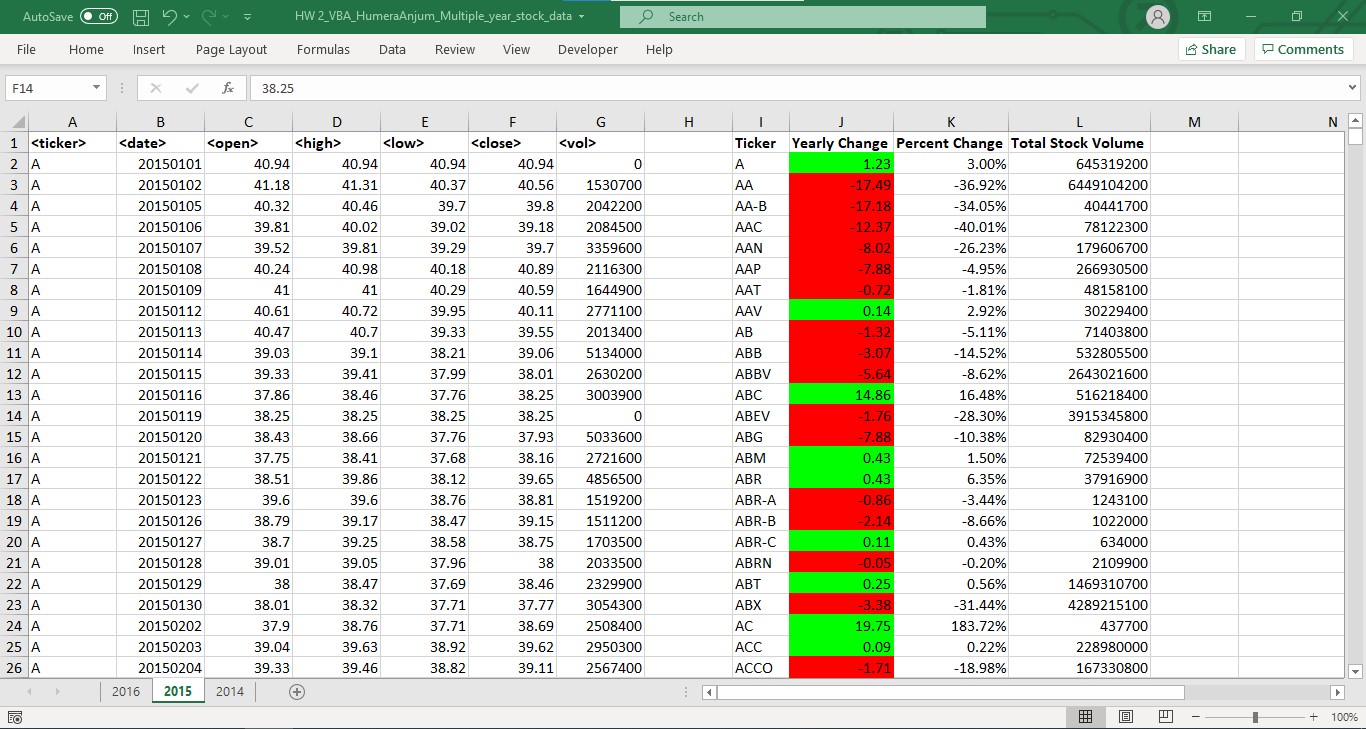 AutoSave Off HW 2_VBA_HumeraAnjum_Multiple_year_stock_data Search
File Home Insert Page Layout Formulas Data Review View Developer Help Share Comments
F14 fx 38.25
A B C D E F G H I J K L M N
1 <ticker> <date> <open> <high> <low> <close> <vol> Ticker Yearly Change Percent Change Total Stock Volume
2 A 20150101 40.94 40.94 40.94 40.94 0 A 1.23 3.00% 645319200
3 A 20150102 41.18 41.31 40.37 40.56 1530700 AA -17.49 -36.92% 6449104200
4 A 20150105 40.32 40.46 39.7 39.8 2042200 AA-B -17.18 -34.05% 40441700
5 A 20150106 39.81 40.02 39.02 39.18 2084500 AAC -12.37 -40.01% 78122300
6 A 20150107 39.52 39.81 39.29 39.7 3359600 AAN -8.02 -26.23% 179606700
7 A 20150108 40.24 40.98 40.18 40.89 2116300 AAP -7.88 -4.95% 266930500
8 A 20150109 41 41 40.29 40.59 1644900 AAT -0.72 -1.81% 48158100
9 A 20150112 40.61 40.72 39.95 40.11 2771100 AAV 0.14 2.92% 30229400
10 A 20150113 40.47 40.7 39.33 39.55 2013400 AB -1.32 -5.11% 71403800
11 A 20150114 39.03 39.1 38.21 39.06 5134000 ABB -3.07 -14.52% 532805500
12 A 20150115 39.33 39.41 37.99 38.01 2630200 ABBV -5.64 -8.62% 2643021600
13 A 20150116 37.86 38.46 37.76 38.25 3003900 ABC 14.86 16.48% 516218400
14 A 20150119 38.25 38.25 38.25 38.25 0 ABEV -1.76 -28.30% 3915345800
15 A 20150120 38.43 38.66 37.76 37.93 5033600 ABG -7.88 -10.38% 82930400
16 A 20150121 37.75 38.41 37.68 38.16 2721600 ABM 0.43 1.50% 72539400
17 A 20150122 38.51 39.86 38.12 39.65 4856500 ABR 0.43 6.35% 37916900
18 A 20150123 39.6 39.6 38.76 38.81 1519200 ABR-A -0.86 -3.44% 1243100
19 A 20150126 38.79 39.17 38.47 39.15 1511200 ABR-B -2.14 -8.66% 1022000
20 A 20150127 38.7 39.25 38.58 38.75 1703500 ABR-C 0.11 0.43% 634000
21 A 20150128 39.01 39.05 37.96 38 2033500 ABRN -0.05 -0.20% 2109900
22 A 20150129 38 38.47 37.69 38.46 2329900 ABT 0.25 0.56% 1469310700
23 A 20150130 38.01 38.32 37.71 37.77 3054300 ABX -3.38 -31.44% 4289215100
24 A 20150202 37.9 38.76 37.71 38.69 2508400 AC 19.75 183.72% 437700
25 A 20150203 39.04 39.63 38.92 39.62 2950300 ACC 0.09 0.22% 228980000
26 A 20150204 39.33 39.46 38.82 39.11 2567400 ACCO -1.71 -18.98% 167330800
2016 2015 2014
100%